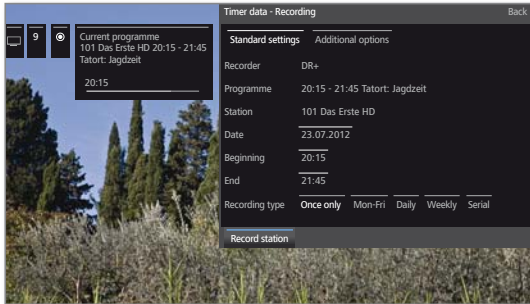 9
Current programme
101 Das Erste HD 20:15 - 21:45
Tatort: Jagdzeit
20:15
Timer data - Recording Back
Standard settings Additional options
Recorder DR+
Programme 20:15 - 21:45 Tatort: Jagdzeit
Station 101 Das Erste HD
Date 23.07.2012
Beginning 20:15
End 21:45
Recording type Once only Mon-Fri Daily Weekly Serial
Record station